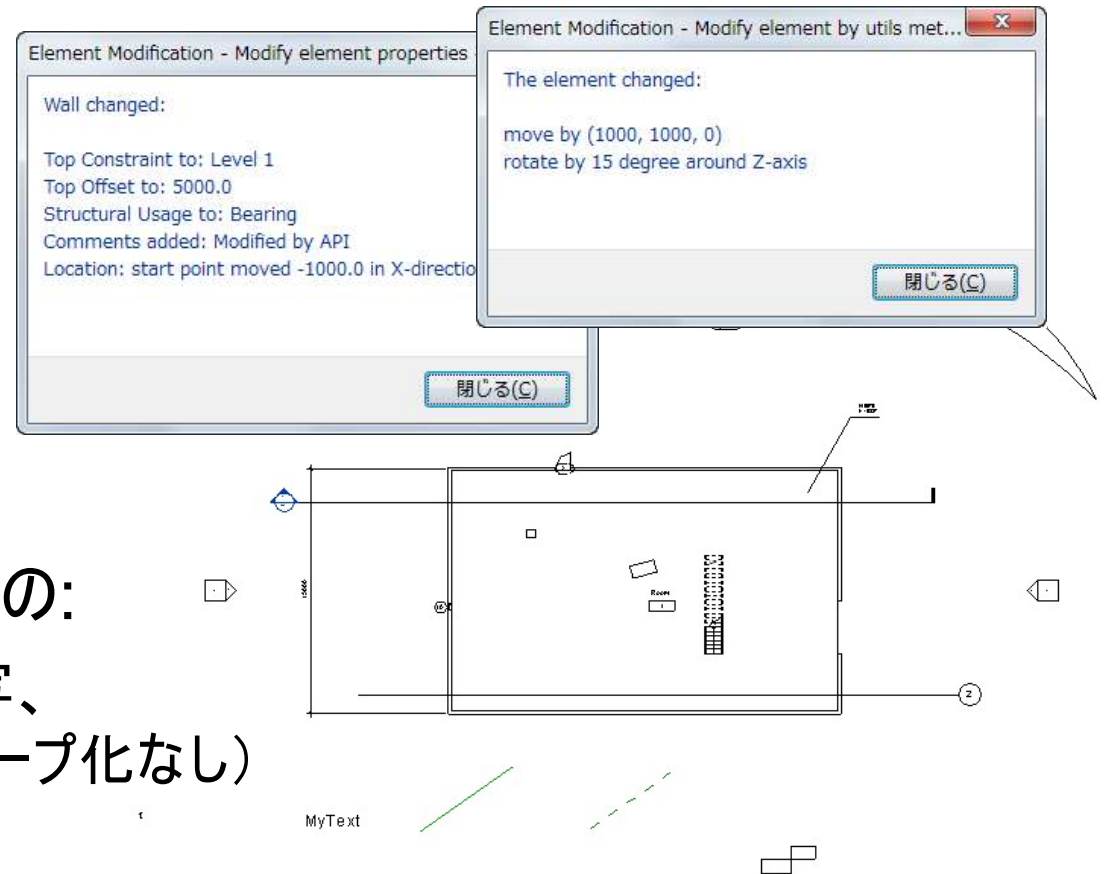 Element Modification - Modify element properties -
Wall changed:
Top Constraint to: Level 1
Top Offset to: 5000.0
Structural Usage to: Bearing
Comments added: Modified by API
Location: start point moved -1000.0 in X-directio
閉じる(C)
Element Modification - Modify element by utils met...
The element changed:
move by (1000, 1000, 0)
rotate by 15 degree around Z-axis
閉じる(C)
の:
、
ープ化なし）
Room
1
2
MyText